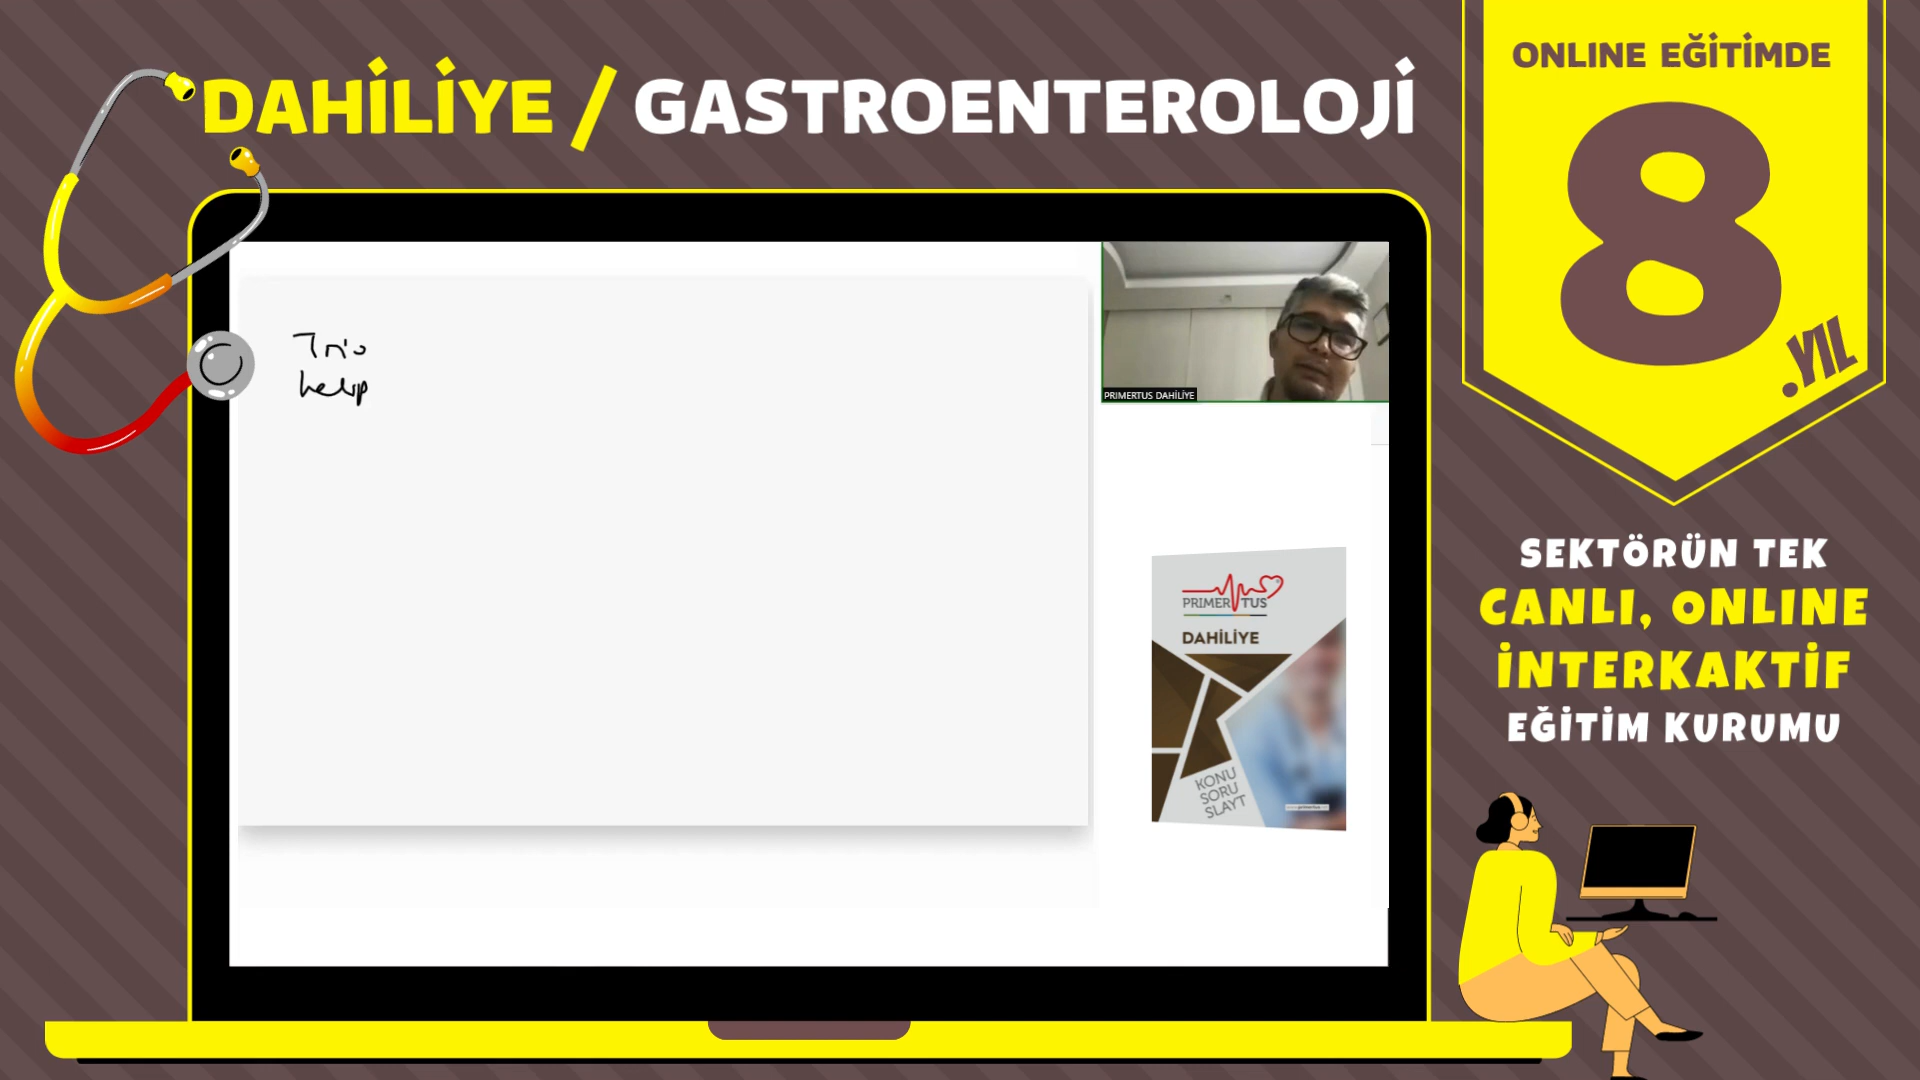 DAHİLİYE / GASTROENTEROLOJİ
ONLINE EĞİTİMDE
8
.YIL
PRIMERTUS DAHİLİYE
PRIMER TUS
DAHİLİYE
KONU
SORU
SLAYT
SEKTÖRÜN TEK
CANLI, ONLINE
İNTERKAKTİF
EĞİTİM KURUMU